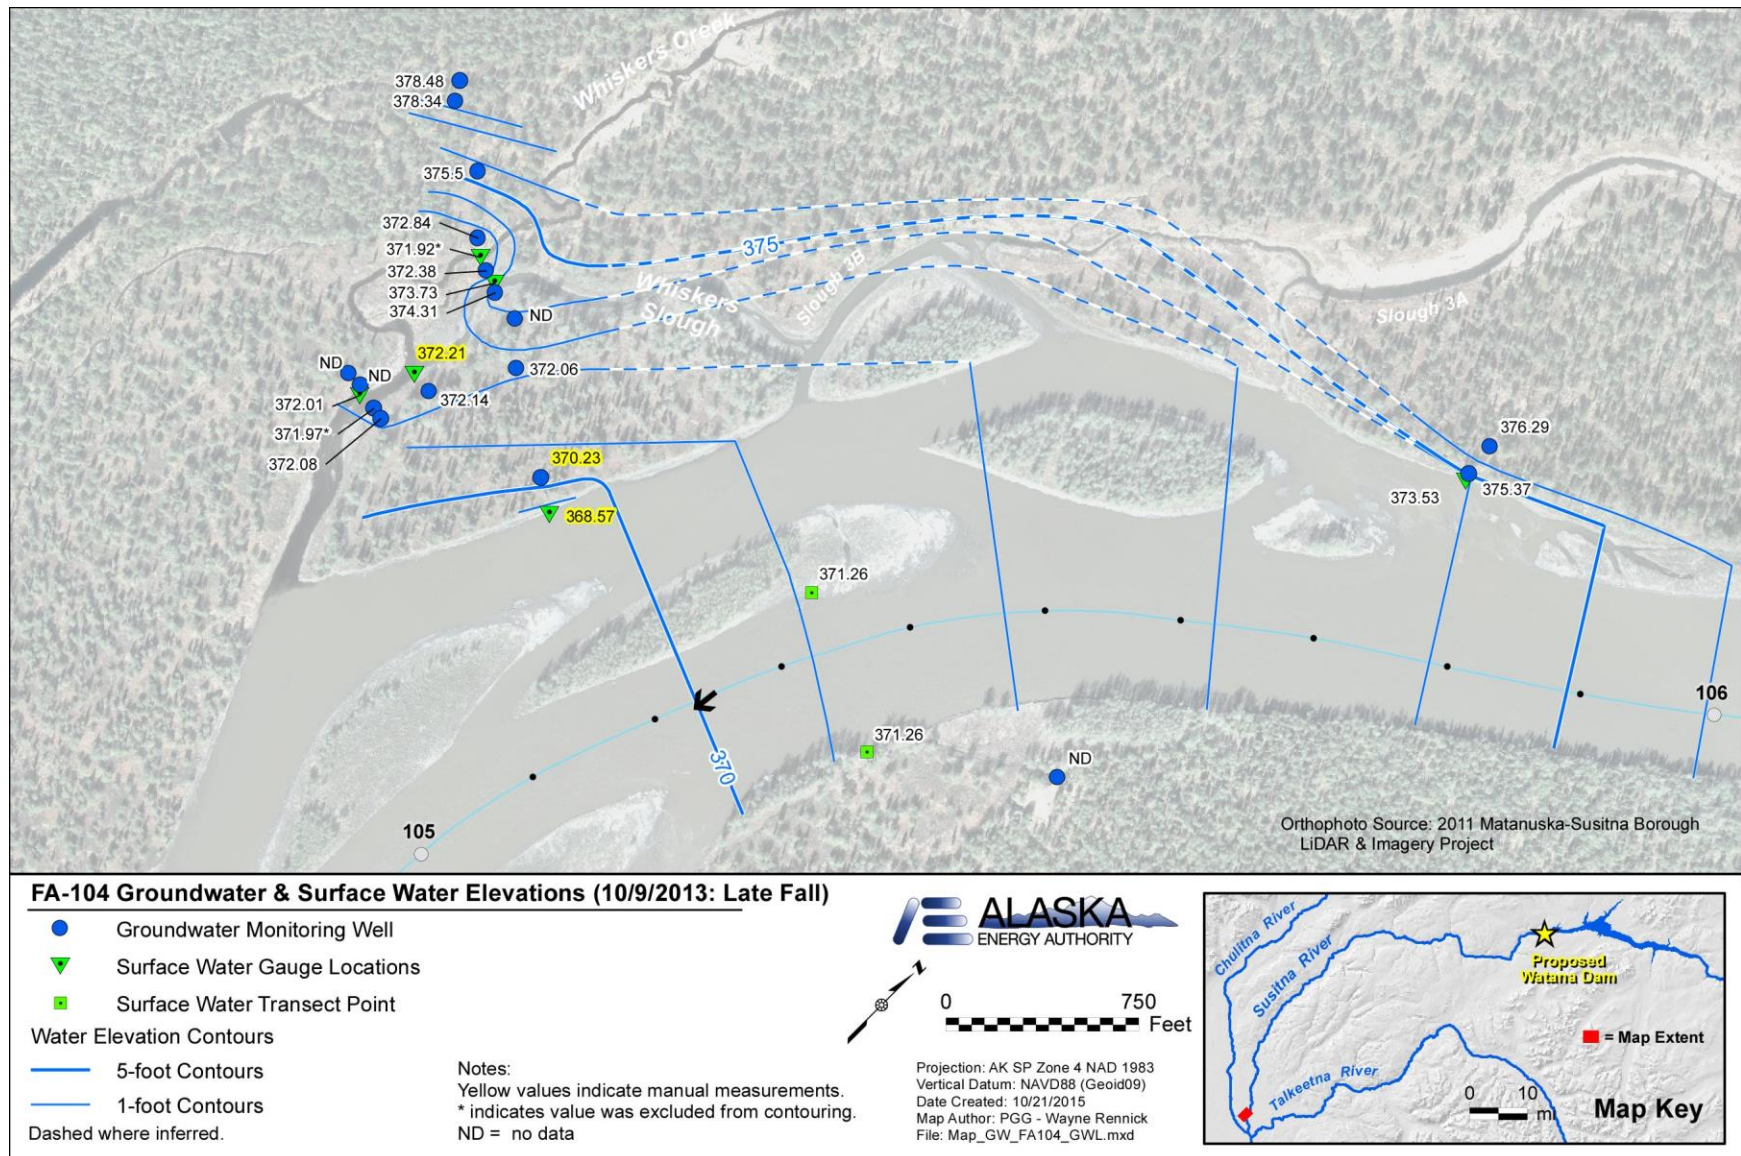 Whiskers Creek
378.48
378.34
375.5
372.84
371.92*
372.38
373.73
374.31
ND
375
Whiskers
Slough
Slough 3B
Slough 3A
372.21
ND
ND
372.06
372.01
372.14
371.97*
372.08
376.29
375.37
373.53
370.23
368.57
371.26
371.26
ND
370
105
106
Orthophoto Source: 2011 Matanuska-Susitna Borough
LiDAR & Imagery Project
FA-104 Groundwater & Surface Water Elevations (10/9/2013: Late Fall)
Groundwater Monitoring Well
Surface Water Gauge Locations
Surface Water Transect Point
Water Elevation Contours
5-foot Contours
1-foot Contours
Dashed where inferred.
Notes:
Yellow values indicate manual measurements.
* indicates value was excluded from contouring.
ND = no data
ALASKA
ENERGY AUTHORITY
N
0 750
Feet
Projection: AK SP Zone 4 NAD 1983
Vertical Datum: NAVD88 (Geoid09)
Date Created: 10/21/2015
Map Author: PGG - Wayne Rennick
File: Map_GW_FA104_GWL.mxd
Chulitna River
Susitna River
Proposed
Watana Dam
= Map Extent
Talkeetna River
0 10
mi
Map Key